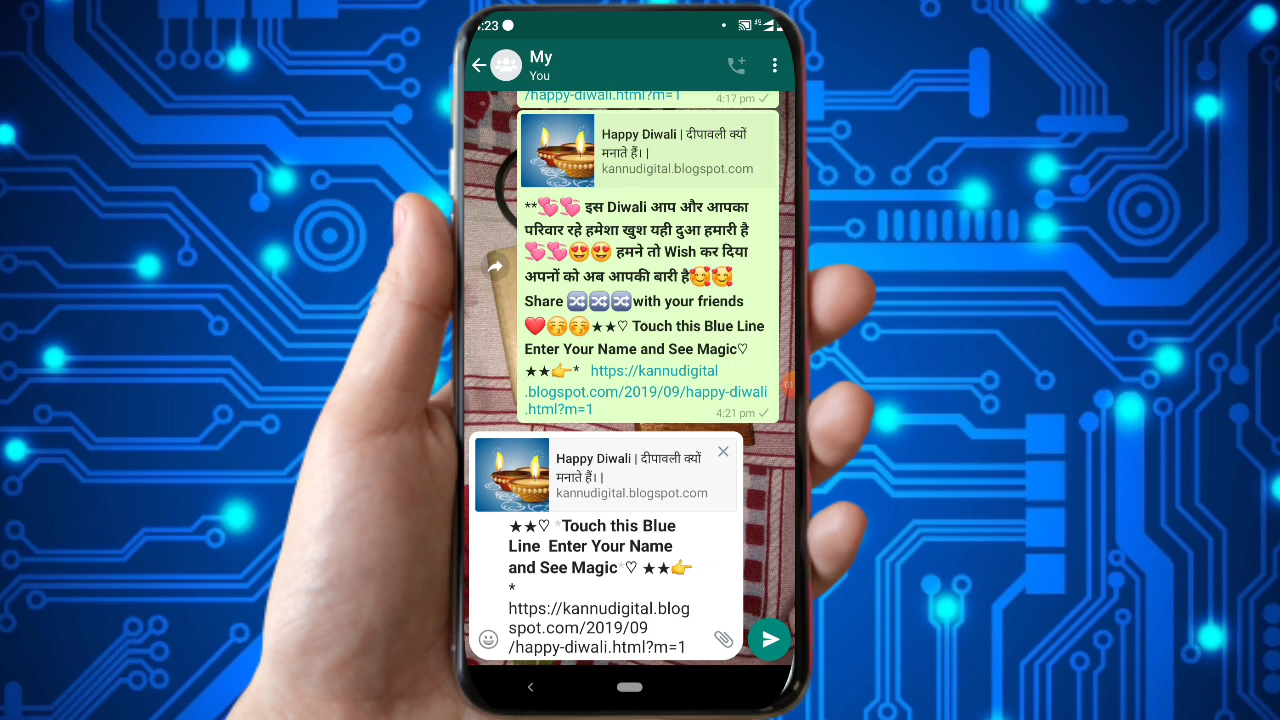 :23
4G
My
You
/happy-diwali.html?m=1
4:17 pm
Happy Diwali | दीपावली क्यों
मनाते हैं। |
kannudigital.blogspot.com
**💞💞 इस Diwali आप और आपका
परिवार रहे हमेशा खुश यही दुआ हमारी है
💞💞😍😍 हमने तो Wish कर दिया
अपनों को अब आपकी बारी है🥰🥰
Share 🔀🔀🔀with your friends
❤️😚😚★★♡ Touch this Blue Line
Enter Your Name and See Magic♡
★★👉* https://kannudigital
.blogspot.com/2019/09/happy-diwali
.html?m=1
4:21 pm
01
Happy Diwali | दीपावली क्यों
मनाते हैं। |
kannudigital.blogspot.com
★★♡ *Touch this Blue
Line Enter Your Name
and See Magic*♡ ★★👉
*
https://kannudigital.blog
spot.com/2019/09
/happy-diwali.html?m=1